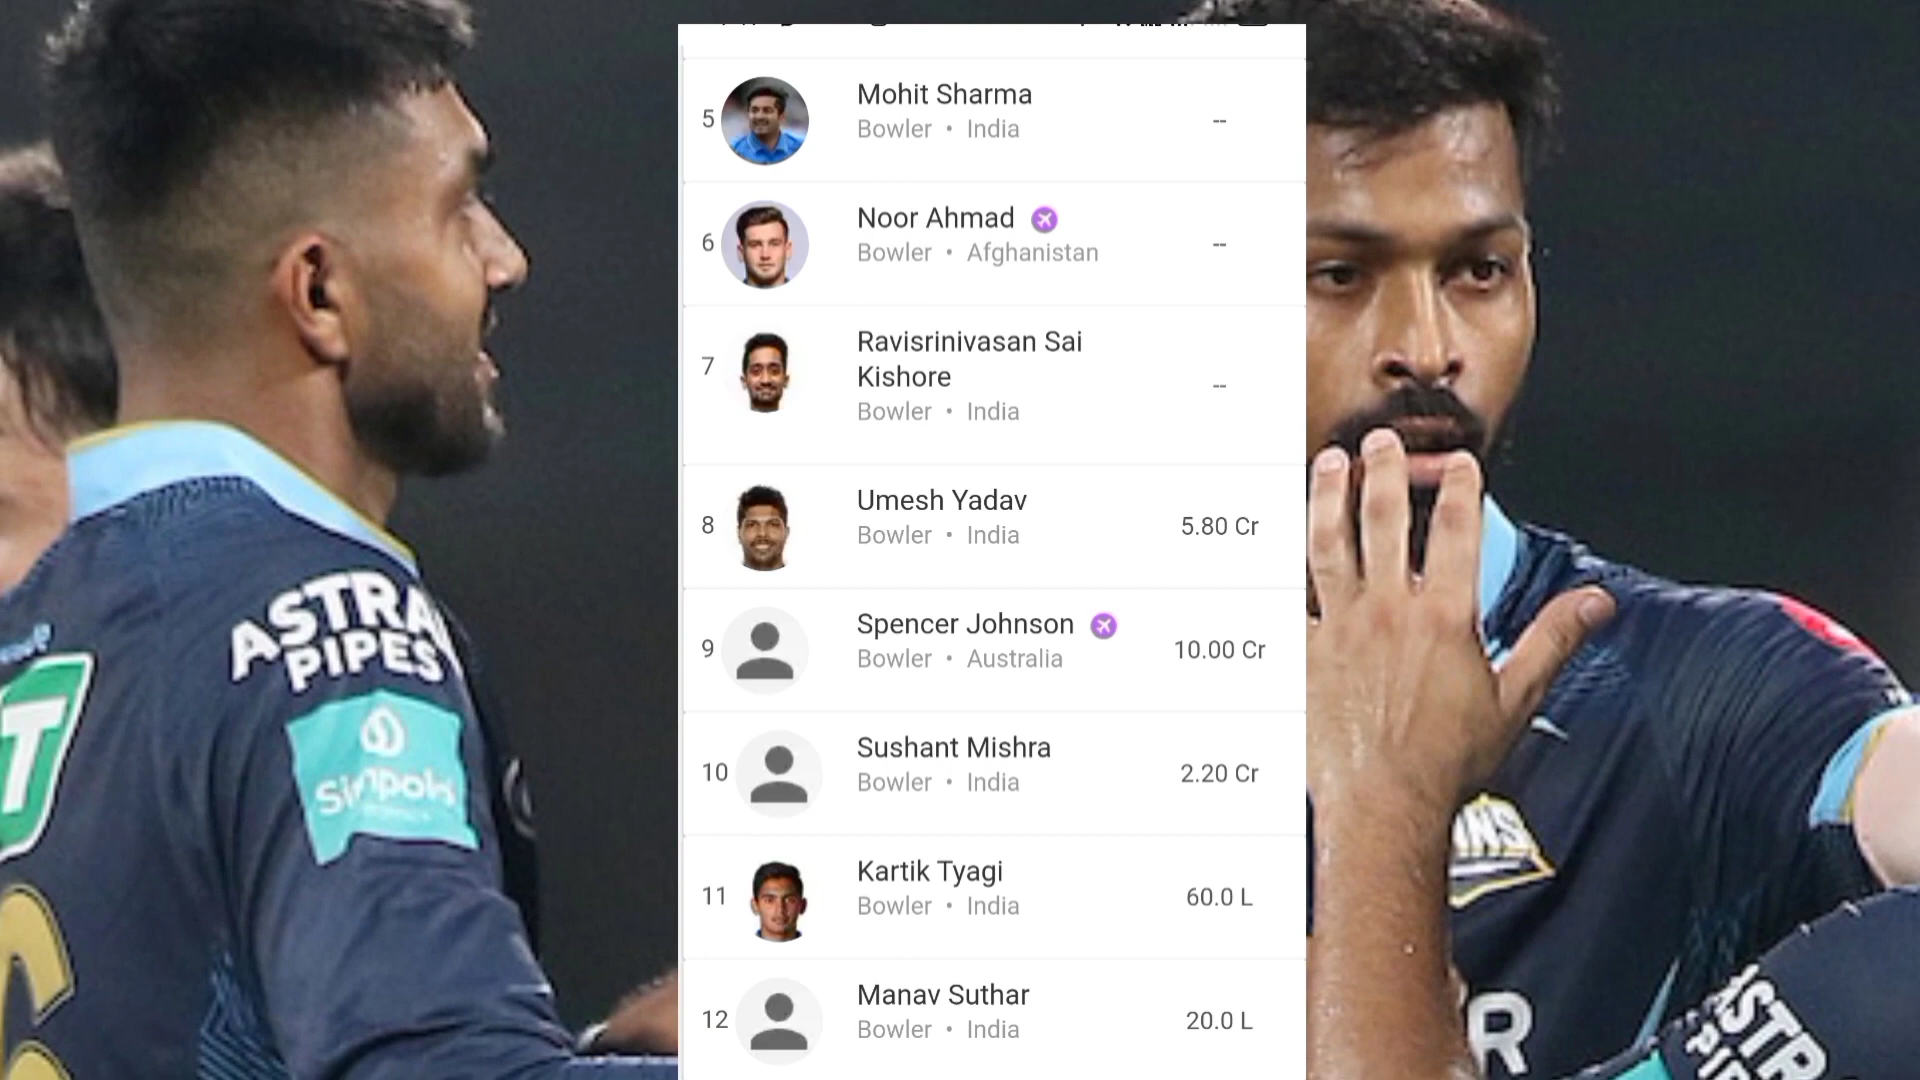 5
Mohit Sharma
Bowler • India
--
6
Noor Ahmad
Bowler • Afghanistan
--
7
Ravisrinivasan Sai
Kishore
Bowler • India
--
8
Umesh Yadav
Bowler • India
5.80 Cr
9
Spencer Johnson
Bowler • Australia
10.00 Cr
10
Sushant Mishra
Bowler • India
2.20 Cr
11
Kartik Tyagi
Bowler • India
60.0 L
12
Manav Suthar
Bowler • India
20.0 L
ASTRA
PIPES
T
R